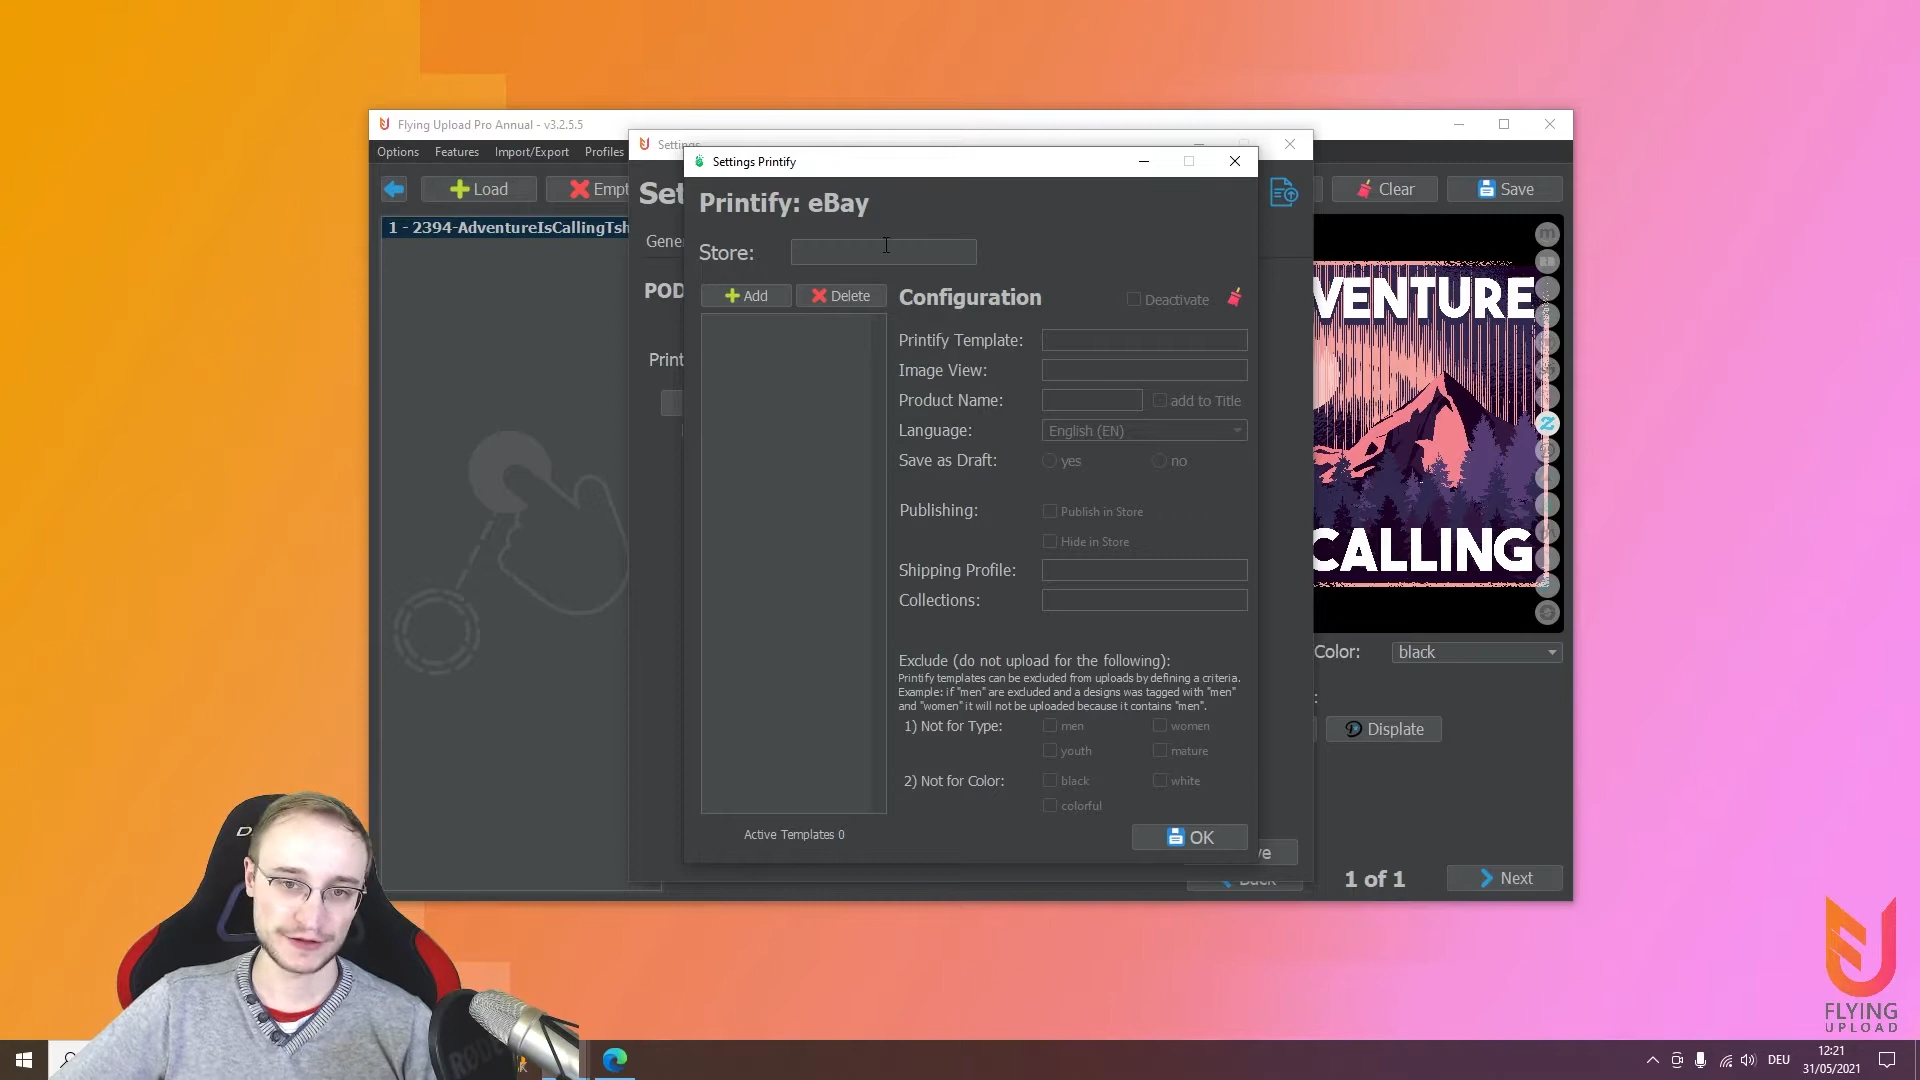 Flying Upload Pro Annual - v3.2.5.5
Options Features Import/Export Profiles
Load
Clear
Save
1 - 2394-AdventureIsCallingTsh
Settings Printify
Printify: eBay
Store:
Add
Delete
Configuration
Deactivate
Printify Template:
Image View:
Product Name:
add to Title
Language:
English (EN)
Save as Draft:
yes
no
Publishing:
Publish in Store
Hide in Store
Shipping Profile:
Collections:
Exclude (do not upload for the following):
Printify templates can be excluded from uploads by defining a criteria.
Example: if "men" are excluded and a designs was tagged with "men"
and "women" it will not be uploaded because it contains "men".
1) Not for Type:
men
women
youth
mature
2) Not for Color:
black
white
colorful
Active Templates 0
OK
VENTURE
CALLING
Color:
black
Displate
1 of 1
Next
FLYING
UPLOAD
DEU
12:21
31/05/2021